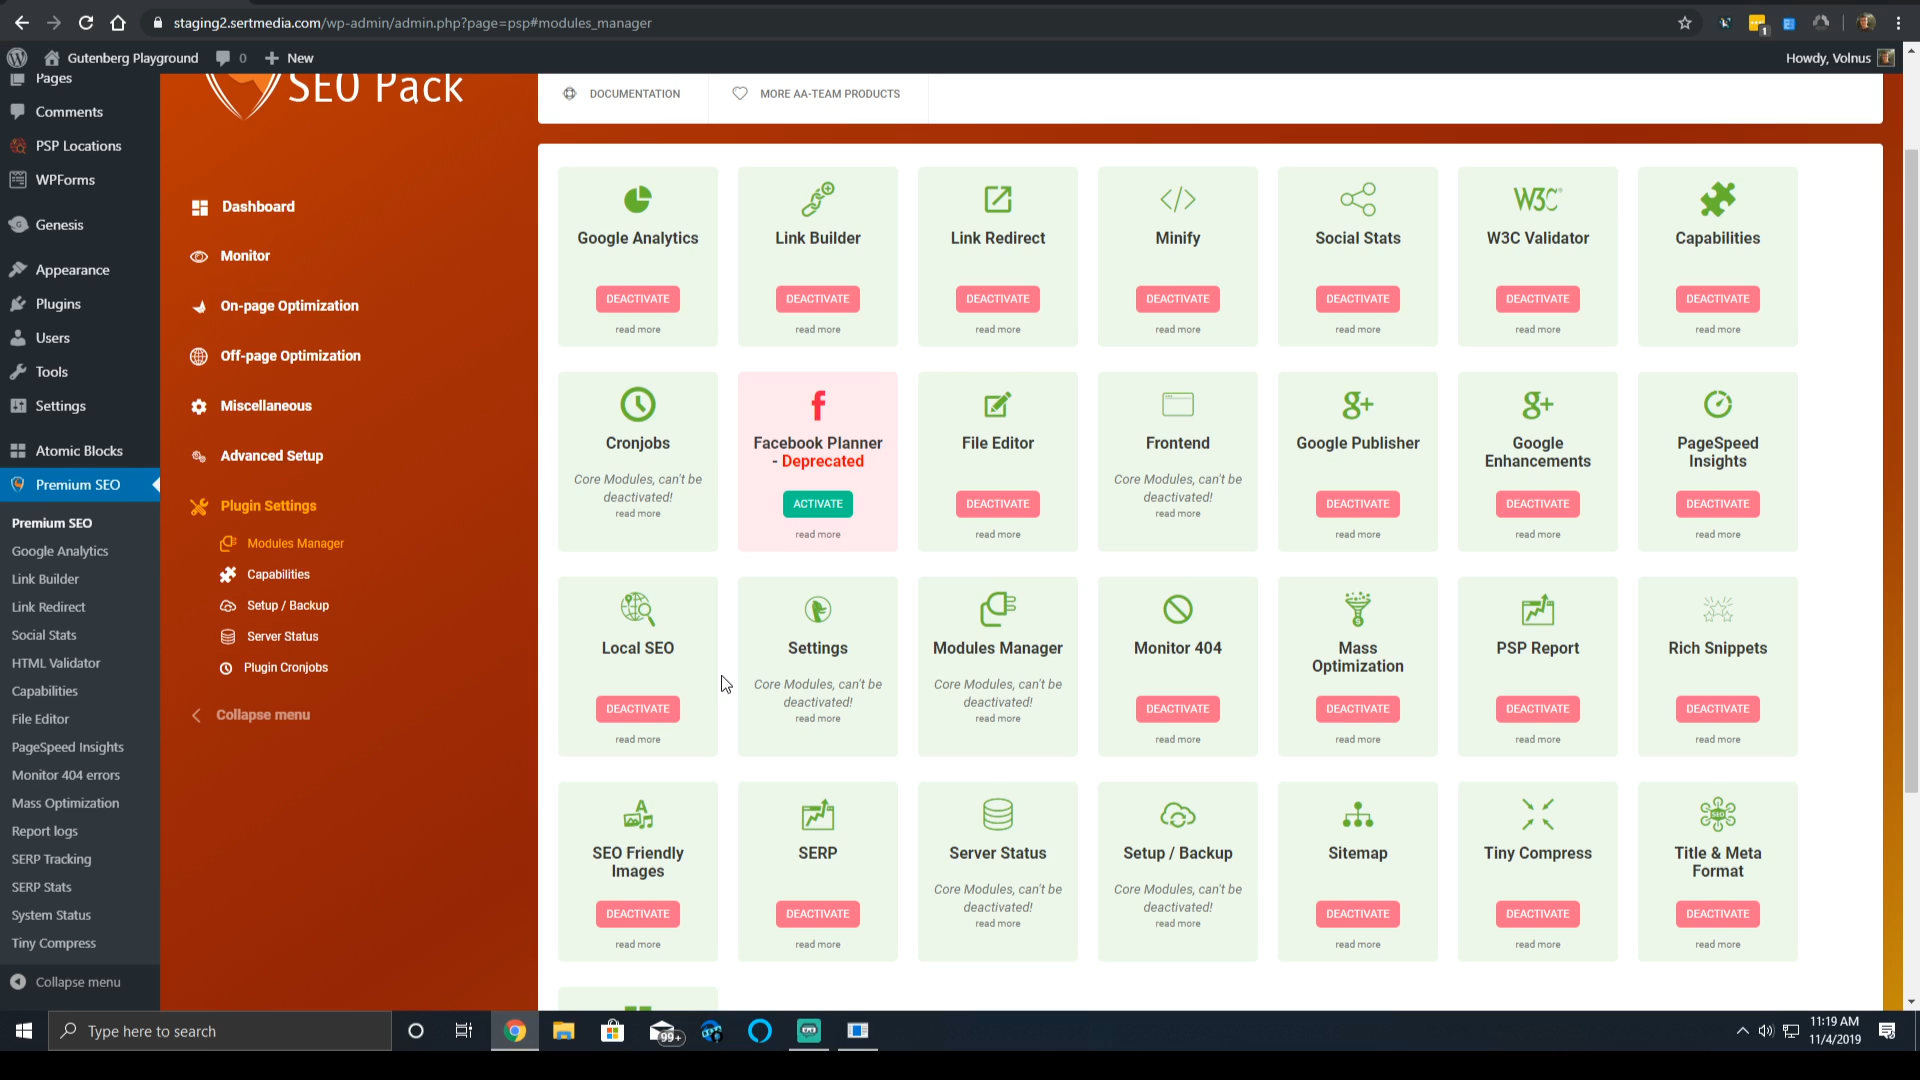 staging2.sertmedia.com/wp-admin/admin.php?page=psp#modules_manager
1
Gutenberg Playground
0
New
Howdy, Volnus
Pages
Comments
PSP Locations
WPForms
Genesis
Appearance
Plugins
Users
Tools
Settings
Atomic Blocks
Premium SEO
Premium SEO
Google Analytics
Link Builder
Link Redirect
Social Stats
HTML Validator
Capabilities
File Editor
PageSpeed Insights
Monitor 404 errors
Mass Optimization
Report logs
SERP Tracking
SERP Stats
System Status
Tiny Compress
Collapse menu
SEO Pack
Dashboard
Monitor
On-page Optimization
Off-page Optimization
Miscellaneous
Advanced Setup
Plugin Settings
Modules Manager
Capabilities
Setup / Backup
Server Status
Plugin Cronjobs
Collapse menu
DOCUMENTATION
MORE AA-TEAM PRODUCTS
Google Analytics
DEACTIVATE
read more
Link Builder
DEACTIVATE
read more
Link Redirect
DEACTIVATE
read more
Minify
DEACTIVATE
read more
Social Stats
DEACTIVATE
read more
W3C
W3C Validator
DEACTIVATE
read more
Capabilities
DEACTIVATE
read more
Cronjobs
Core Modules, can't be
deactivated!
read more
f
Facebook Planner
- Deprecated
ACTIVATE
read more
File Editor
DEACTIVATE
read more
Frontend
Core Modules, can't be
deactivated!
read more
g+
Google Publisher
DEACTIVATE
read more
g+
Google
Enhancements
DEACTIVATE
read more
PageSpeed
Insights
DEACTIVATE
read more
Local SEO
DEACTIVATE
read more
Settings
Core Modules, can't be
deactivated!
read more
Modules Manager
Core Modules, can't be
deactivated!
read more
Monitor 404
DEACTIVATE
read more
Mass
Optimization
DEACTIVATE
read more
PSP Report
DEACTIVATE
read more
Rich Snippets
DEACTIVATE
read more
A
SEO Friendly
Images
DEACTIVATE
read more
SERP
DEACTIVATE
read more
Server Status
Core Modules, can't be
deactivated!
read more
Setup / Backup
Core Modules, can't be
deactivated!
read more
Sitemap
DEACTIVATE
read more
Tiny Compress
DEACTIVATE
read more
SEO
Title & Meta
Format
DEACTIVATE
read more
Type here to search
99+
11:19 AM
11/4/2019